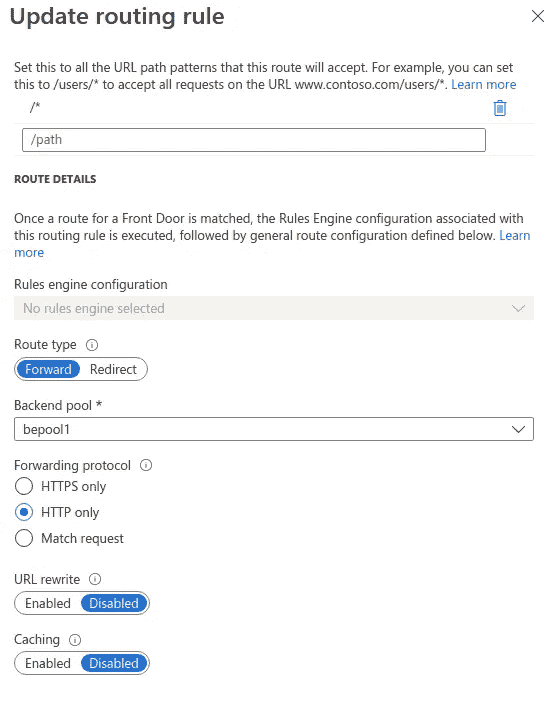 Update routing rule
Set this to all the URL path patterns that this route will accept. For example, you can set
this to /users/* to accept all requests on the URL www.contoso.com/users/*. Learn more
/*
/path
ROUTE DETAILS
Once a route for a Front Door is matched, the Rules Engine configuration associated with
this routing rule is executed, followed by general route configuration defined below. Learn
more
Rules engine configuration
No rules engine selected
Route type
Forward Redirect
Backend pool *
bepool1
Forwarding protocol
HTTPS only
HTTP only
Match request
URL rewrite
Enabled Disabled
Caching
Enabled Disabled